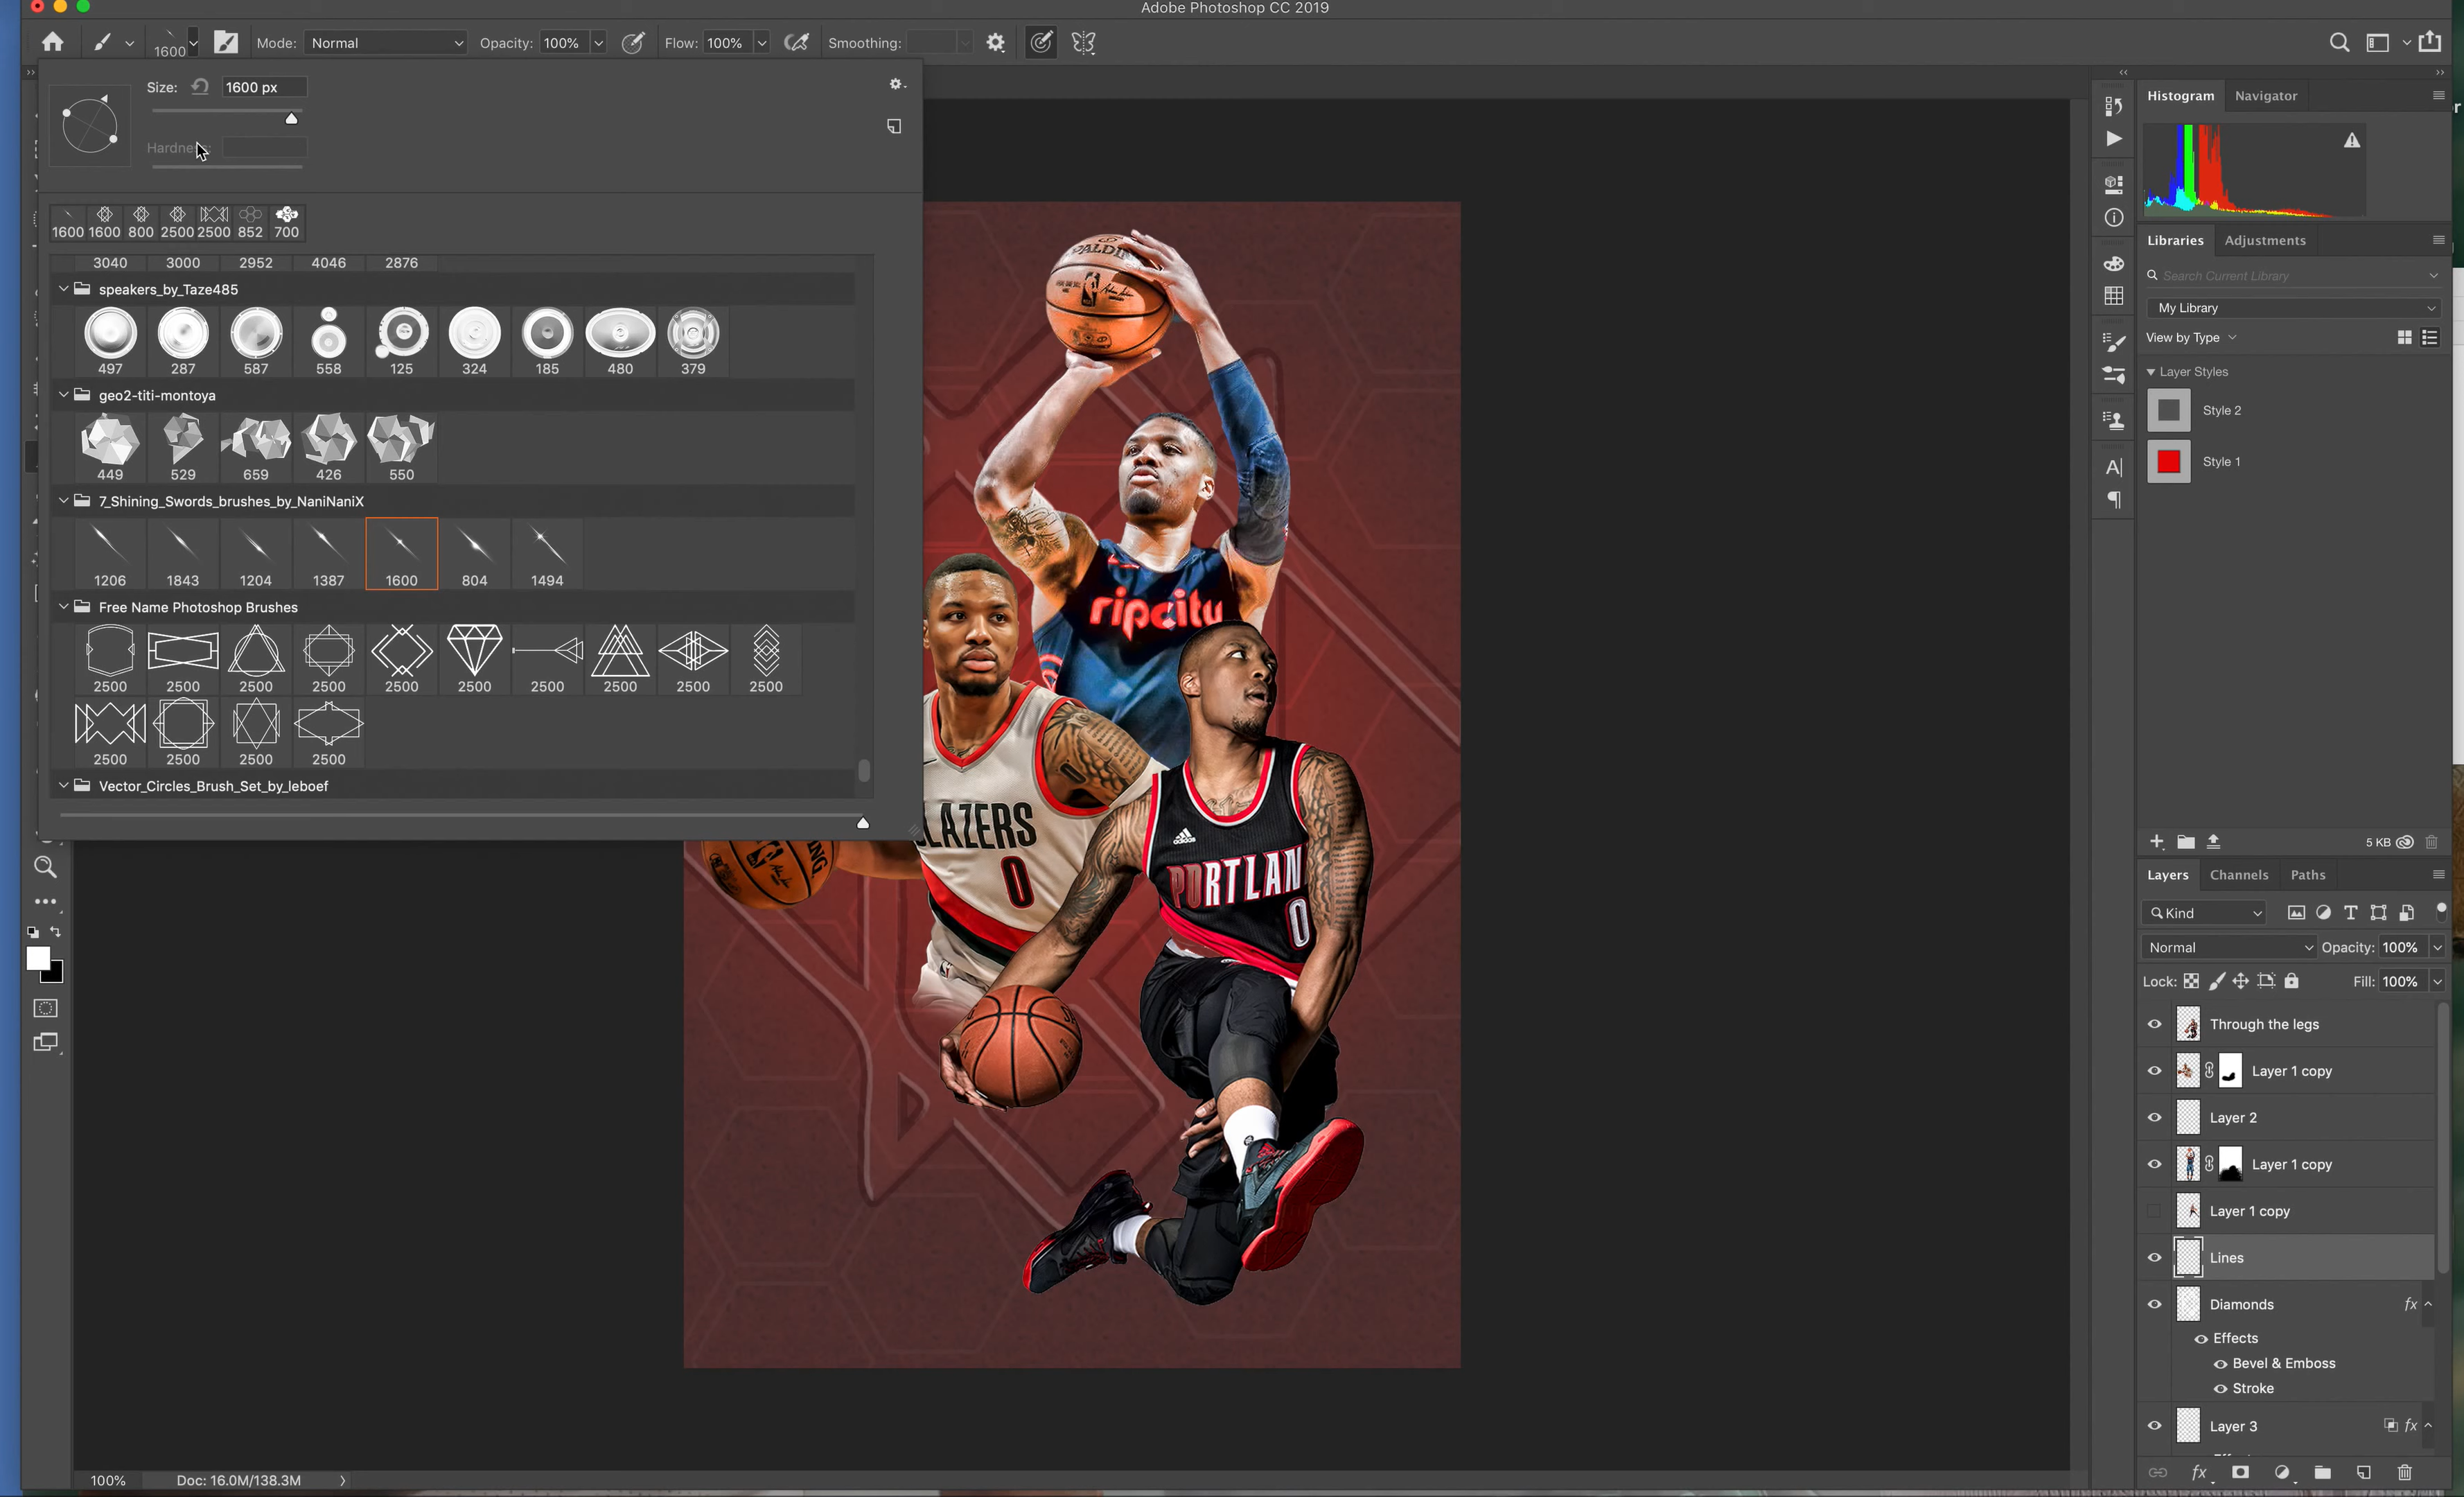 Adobe Photoshop CC 2019
1600 Mode: Normal Opacity: 100% Flow: 100% Smoothing:
Size: 1600 px
Hardness:
1600 1600 800 2500 2500 852 700
3040 3000 2952 4046 2876
speakers_by_Taze485
497 287 587 558 125 324 185 480 379
geo2-titi-montoya
449 529 659 426 550
7_Shining_Swords_brushes_by_NaniNaniX
1206 1843 1204 1387 1600 804 1494
Free Name Photoshop Brushes
2500 2500 2500 2500 2500 2500 2500 2500 2500 2500
2500 2500 2500 2500
Vector_Circles_Brush_Set_by_leboef
SPALDI
ripcity
LAZERS
0
adidas
PORTLAN
0
100% Doc: 16.0M/138.3M
Histogram Navigator
Libraries Adjustments
Search Current Library
My Library
View by Type
Layer Styles
Style 2
Style 1
5 KB
Layers Channels Paths
Kind
Normal Opacity: 100%
Lock: Fill: 100%
Through the legs
Layer 1 copy
Layer 2
Layer 1 copy
Layer 1 copy
Lines
Diamonds fx
Effects
Bevel & Emboss
Stroke
Layer 3 fx
fx